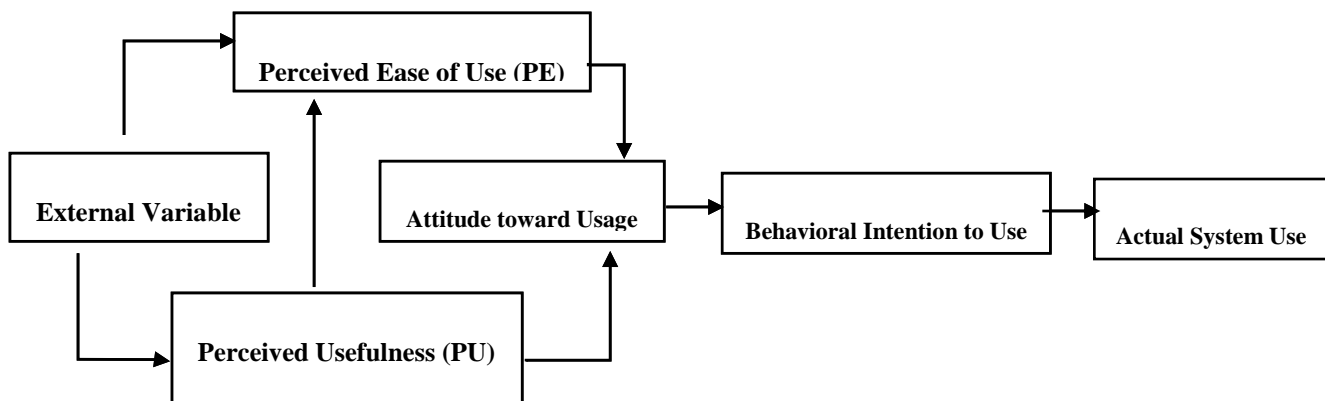 Perceived Ease of Use (PE)
External Variable
Attitude toward Usage
Behavioral Intention to Use
Actual System Use
Perceived Usefulness (PU)